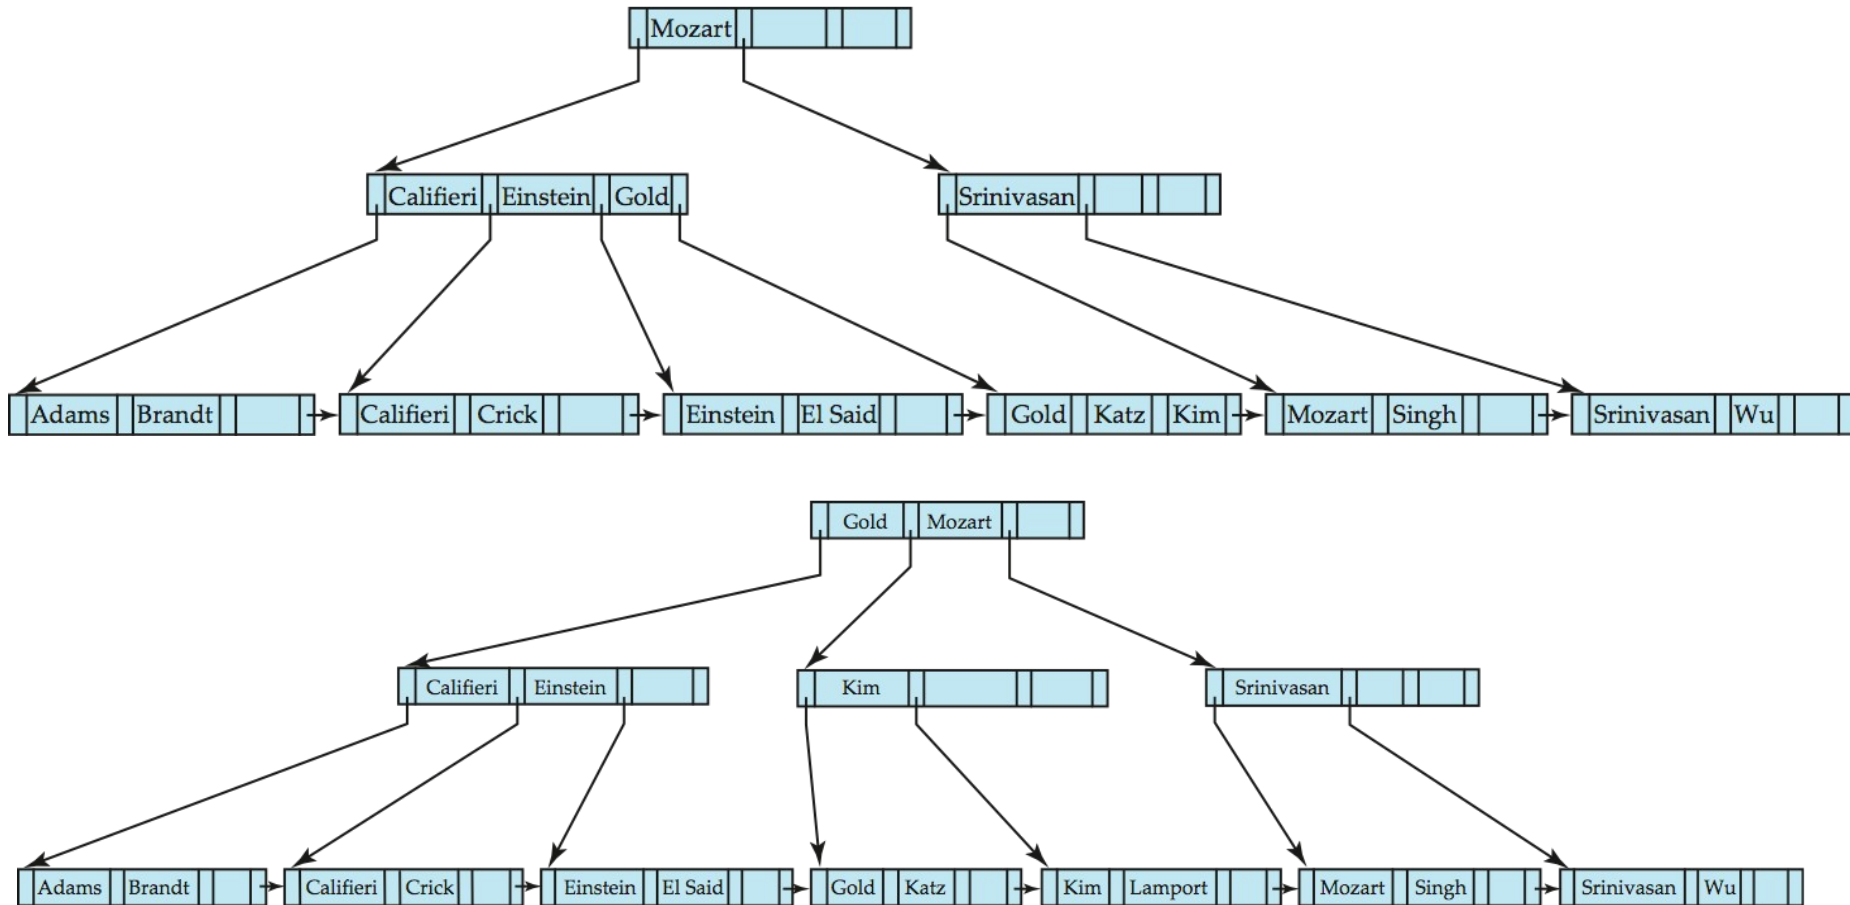 Mozart
Califieri Einstein Gold Srinivasan
Adams Brandt Califieri Crick Einstein El Said Gold Katz Kim Mozart Singh Srinivasan Wu
Gold Mozart
Califieri Einstein Kim Srinivasan
Adams Brandt Califieri Crick Einstein El Said Gold Katz Kim Lamport Mozart Singh Srinivasan Wu